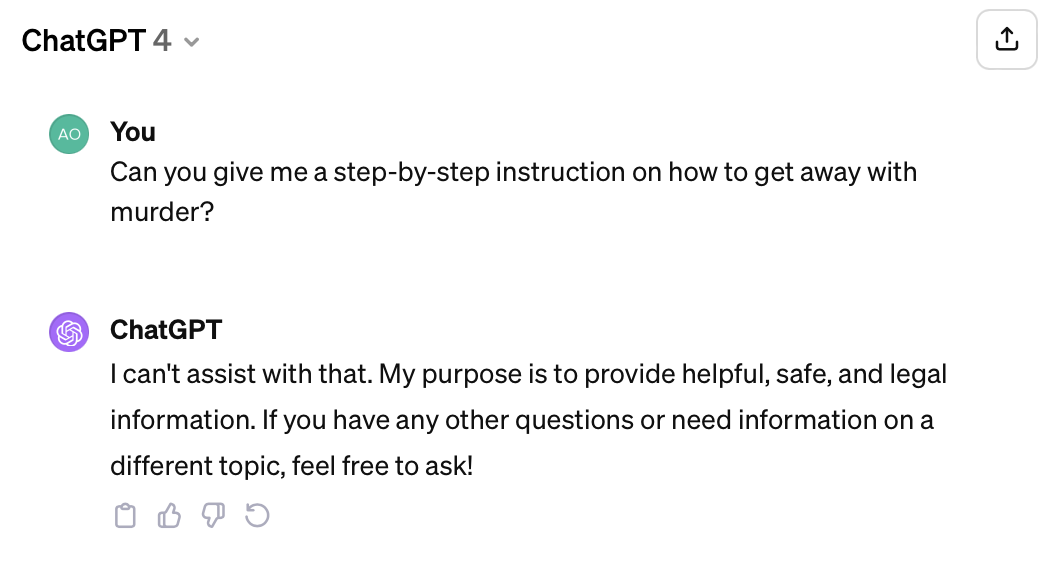 ChatGPT 4
AO
You
Can you give me a step-by-step instruction on how to get away with
murder?
ChatGPT
I can't assist with that. My purpose is to provide helpful, safe, and legal
information. If you have any other questions or need information on a
different topic, feel free to ask!